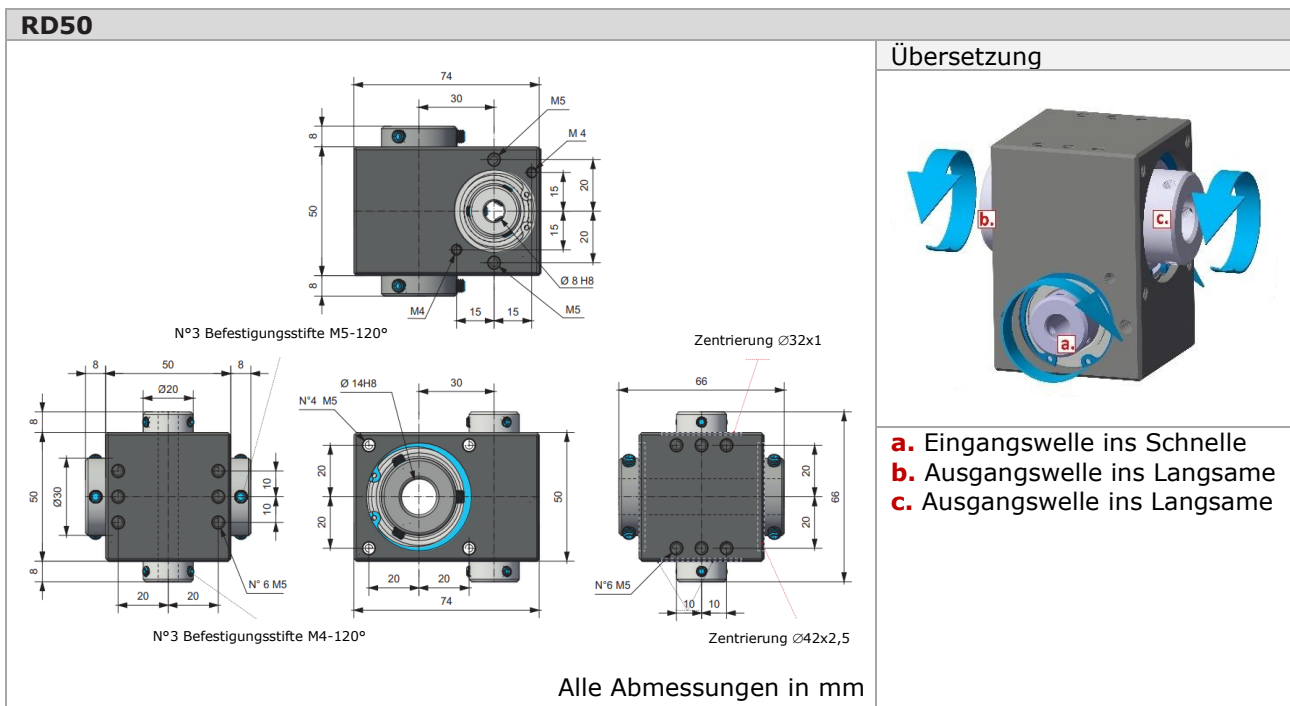 RD50
Übersetzung
74
30
M5
M 4
8
50
8
20
15
15
20
Ø 8 H8
M4
15
15
M5
N°3 Befestigungsstifte M5-120°
Zentrierung ∅32x1
8
50
8
Ø20
Ø 14H8
30
66
N°4 M5
8
50
8
Ø30
10
10
20
20
50
20
20
66
N° 6 M5
20
20
20
20
74
N°6 M5
10
10
N°3 Befestigungsstifte M4-120°
Zentrierung ∅42x2,5
Alle Abmessungen in mm
b.
c.
a.
a. Eingangswelle ins Schnelle
b. Ausgangswelle ins Langsame
c. Ausgangswelle ins Langsame